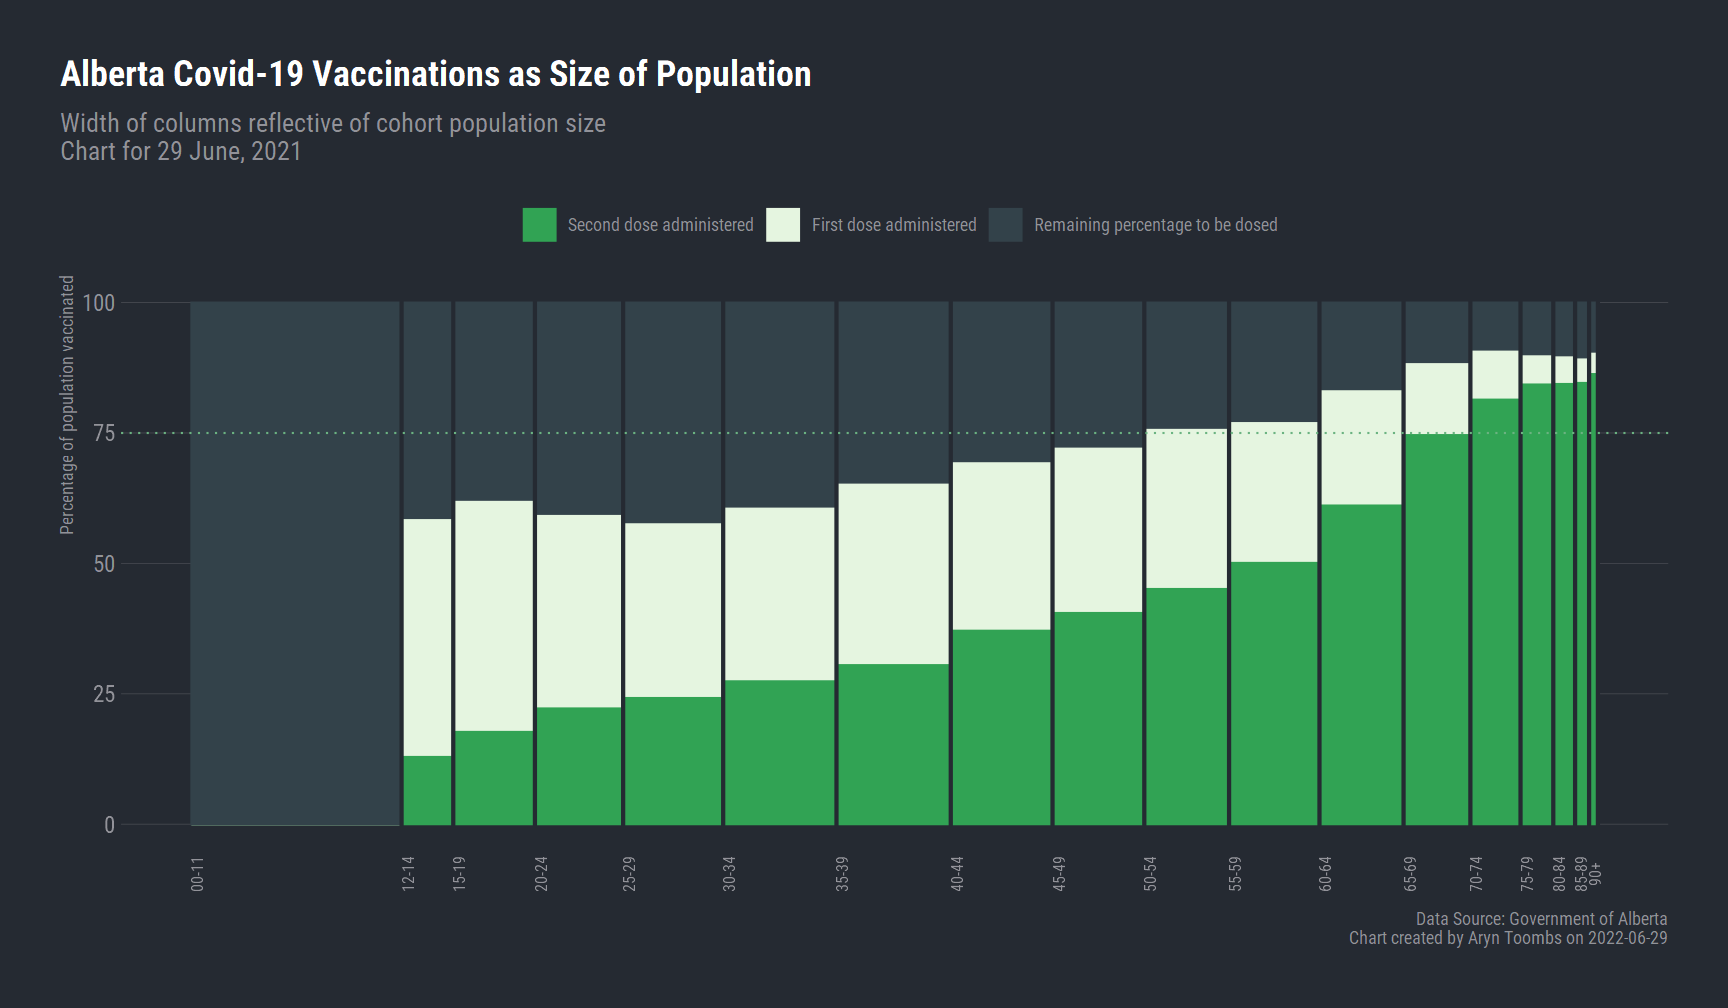 Alberta Covid-19 Vaccinations as Size of Population
Width of columns reflective of cohort population size
Chart for 29 June, 2021
Second dose administered
First dose administered
Remaining percentage to be dosed
Percentage of population vaccinated
100
75
50
25
0
00-11
12-14
15-19
20-24
25-29
30-34
35-39
40-44
45-49
50-54
55-59
60-64
65-69
70-74
75-79
80-84
85-89
90+
Data Source: Government of Alberta
Chart created by Aryn Toombs on 2022-06-29